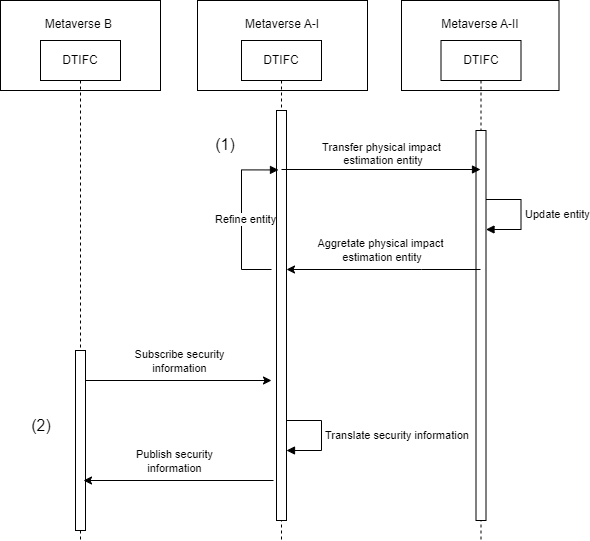 Metaverse B
Metaverse A-I
Metaverse A-II
DTIFC
DTIFC
DTIFC
(1)
Transfer physical impact
estimation entity
Refine entity
Update entity
Aggretate physical impact
estimation entity
Subscribe security
information
(2)
Translate security information
Publish security
information